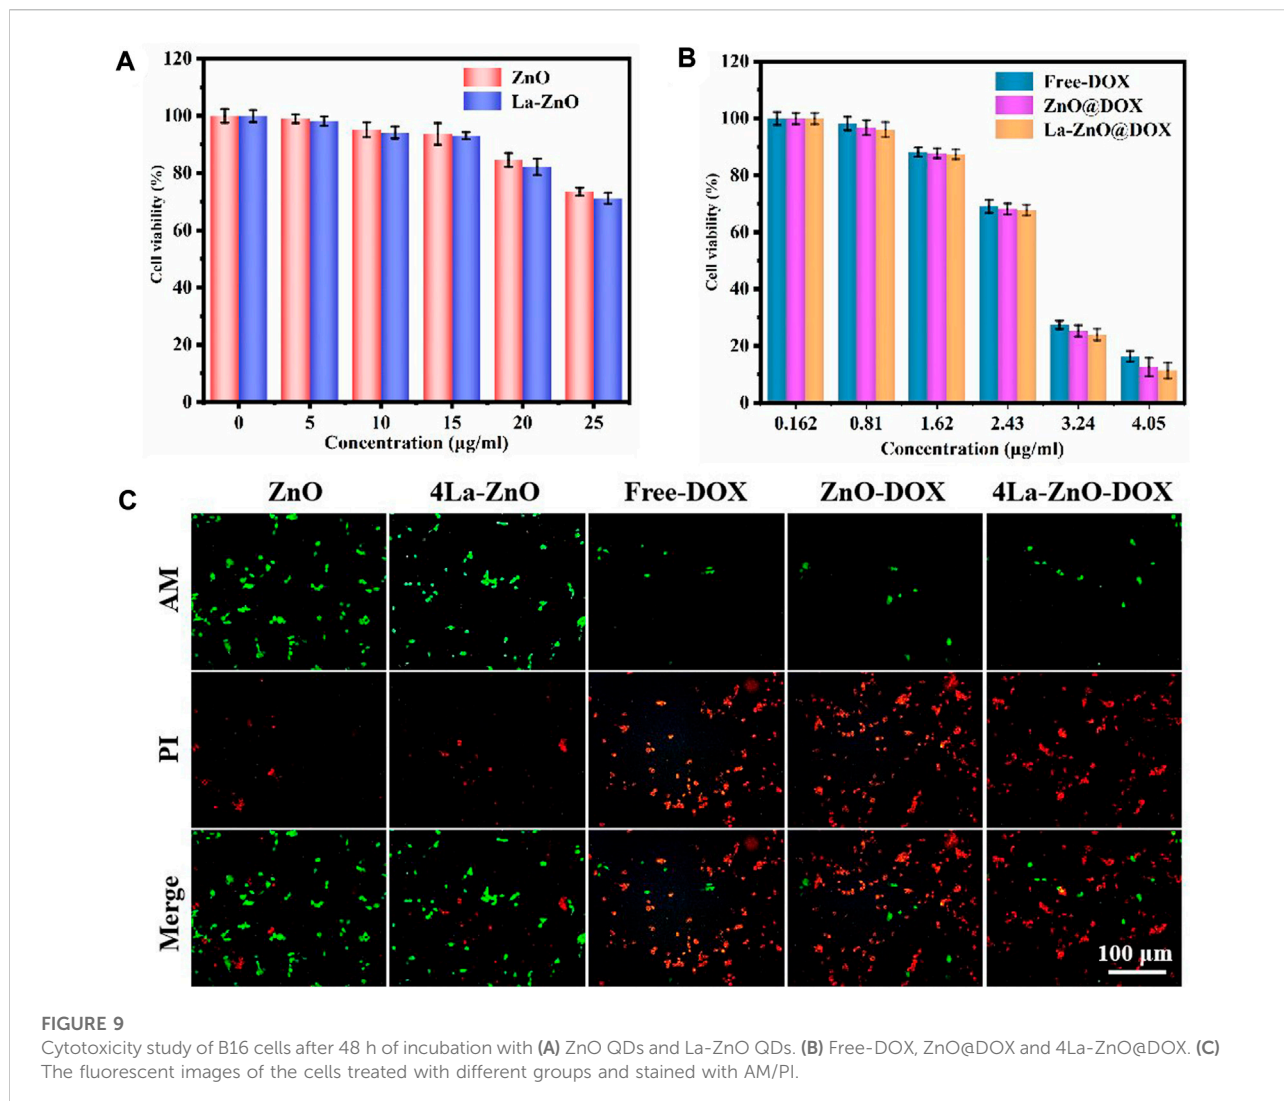 A
120
100
80
60
40
20
0
Cell viability (%)
ZnO
La-ZnO
0 5 10 15 20 25
Concentration (μg/ml)
B
120
100
80
60
40
20
0
Cell viability (%)
Free-DOX
ZnO@DOX
La-ZnO@DOX
0.162 0.81 1.62 2.43 3.24 4.05
Concentration (μg/ml)
C
ZnO 4La-ZnO Free-DOX ZnO-DOX 4La-ZnO-DOX
AM
PI
Merge
100 μm
FIGURE 9
Cytotoxicity study of B16 cells after 48 h of incubation with (A) ZnO QDs and La-ZnO QDs. (B) Free-DOX, ZnO@DOX and 4La-ZnO@DOX. (C)
The fluorescent images of the cells treated with different groups and stained with AM/PI.